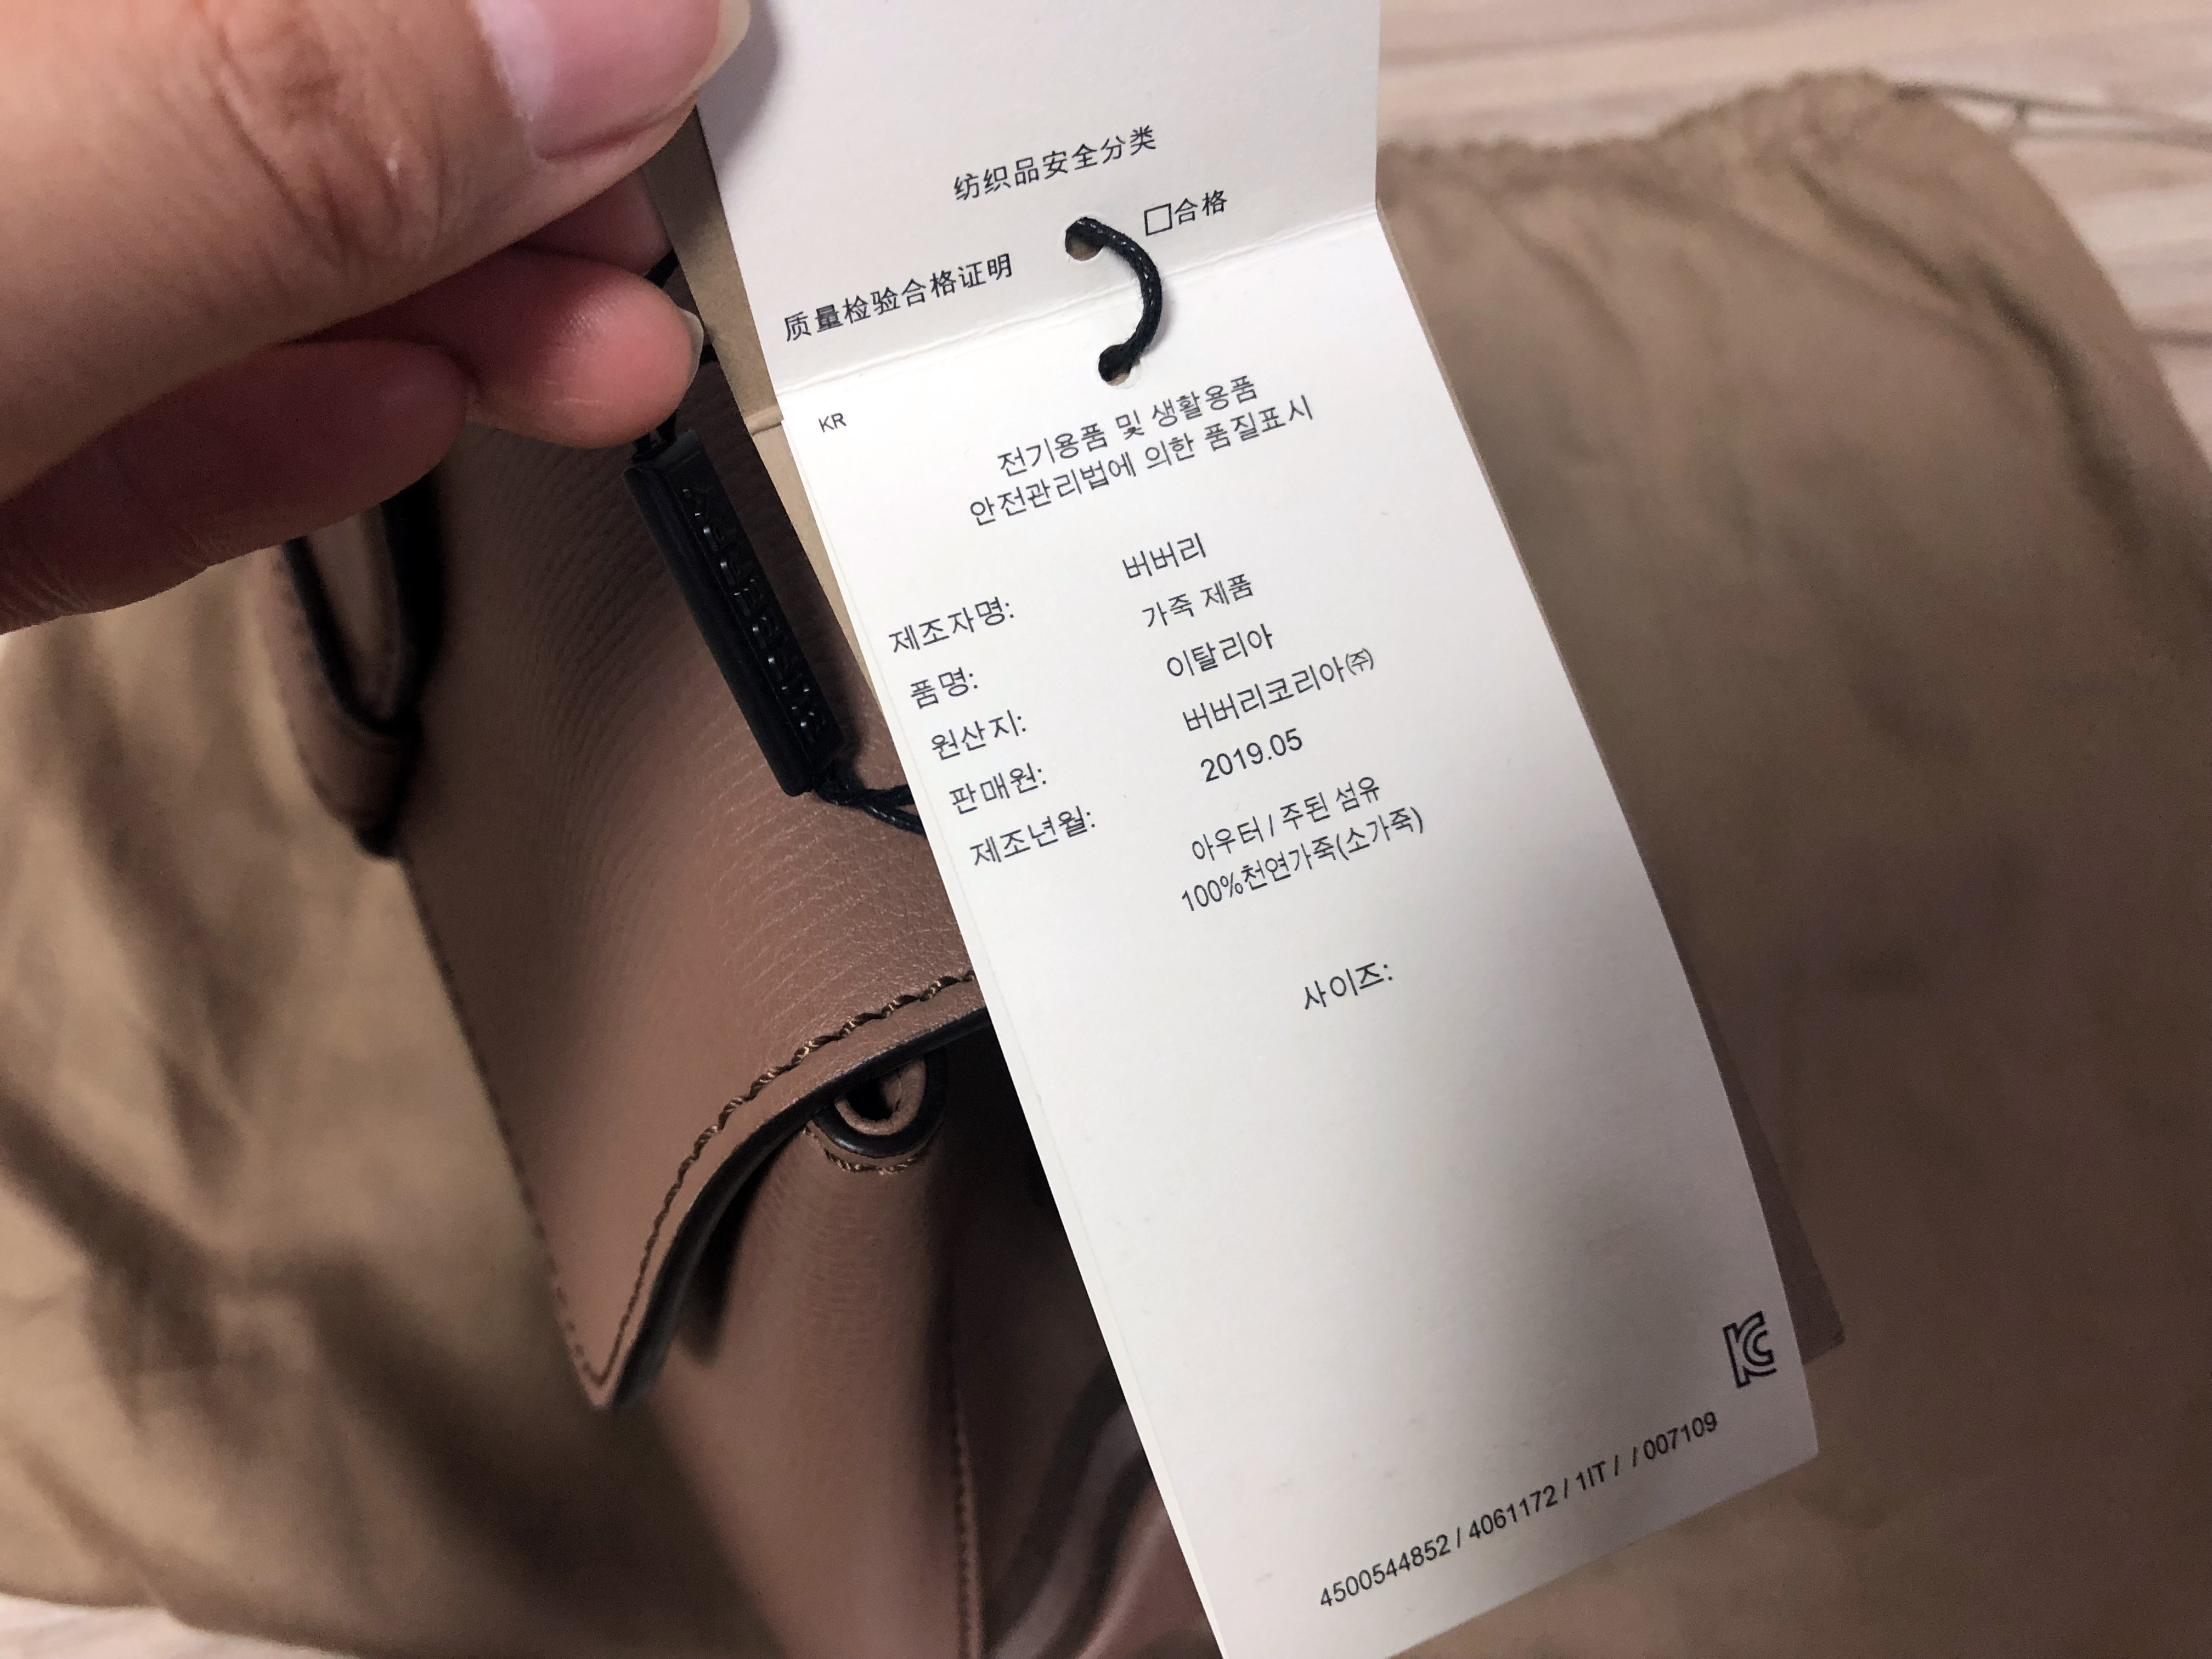 纺织品安全分类
□合格
质量检验合格证明
KR
전기용품 및 생활용품
안전관리법에 의한 품질표시
제조자명: 버버리
품명: 가죽 제품
원산지: 이탈리아
판매원: 버버리코리아㈜
제조년월: 2019.05
아우터 / 주된 섬유
100%천연가죽(소가죽)
사이즈:
4500544852 / 4061172 / 1IT / / 007109
BURBERRY